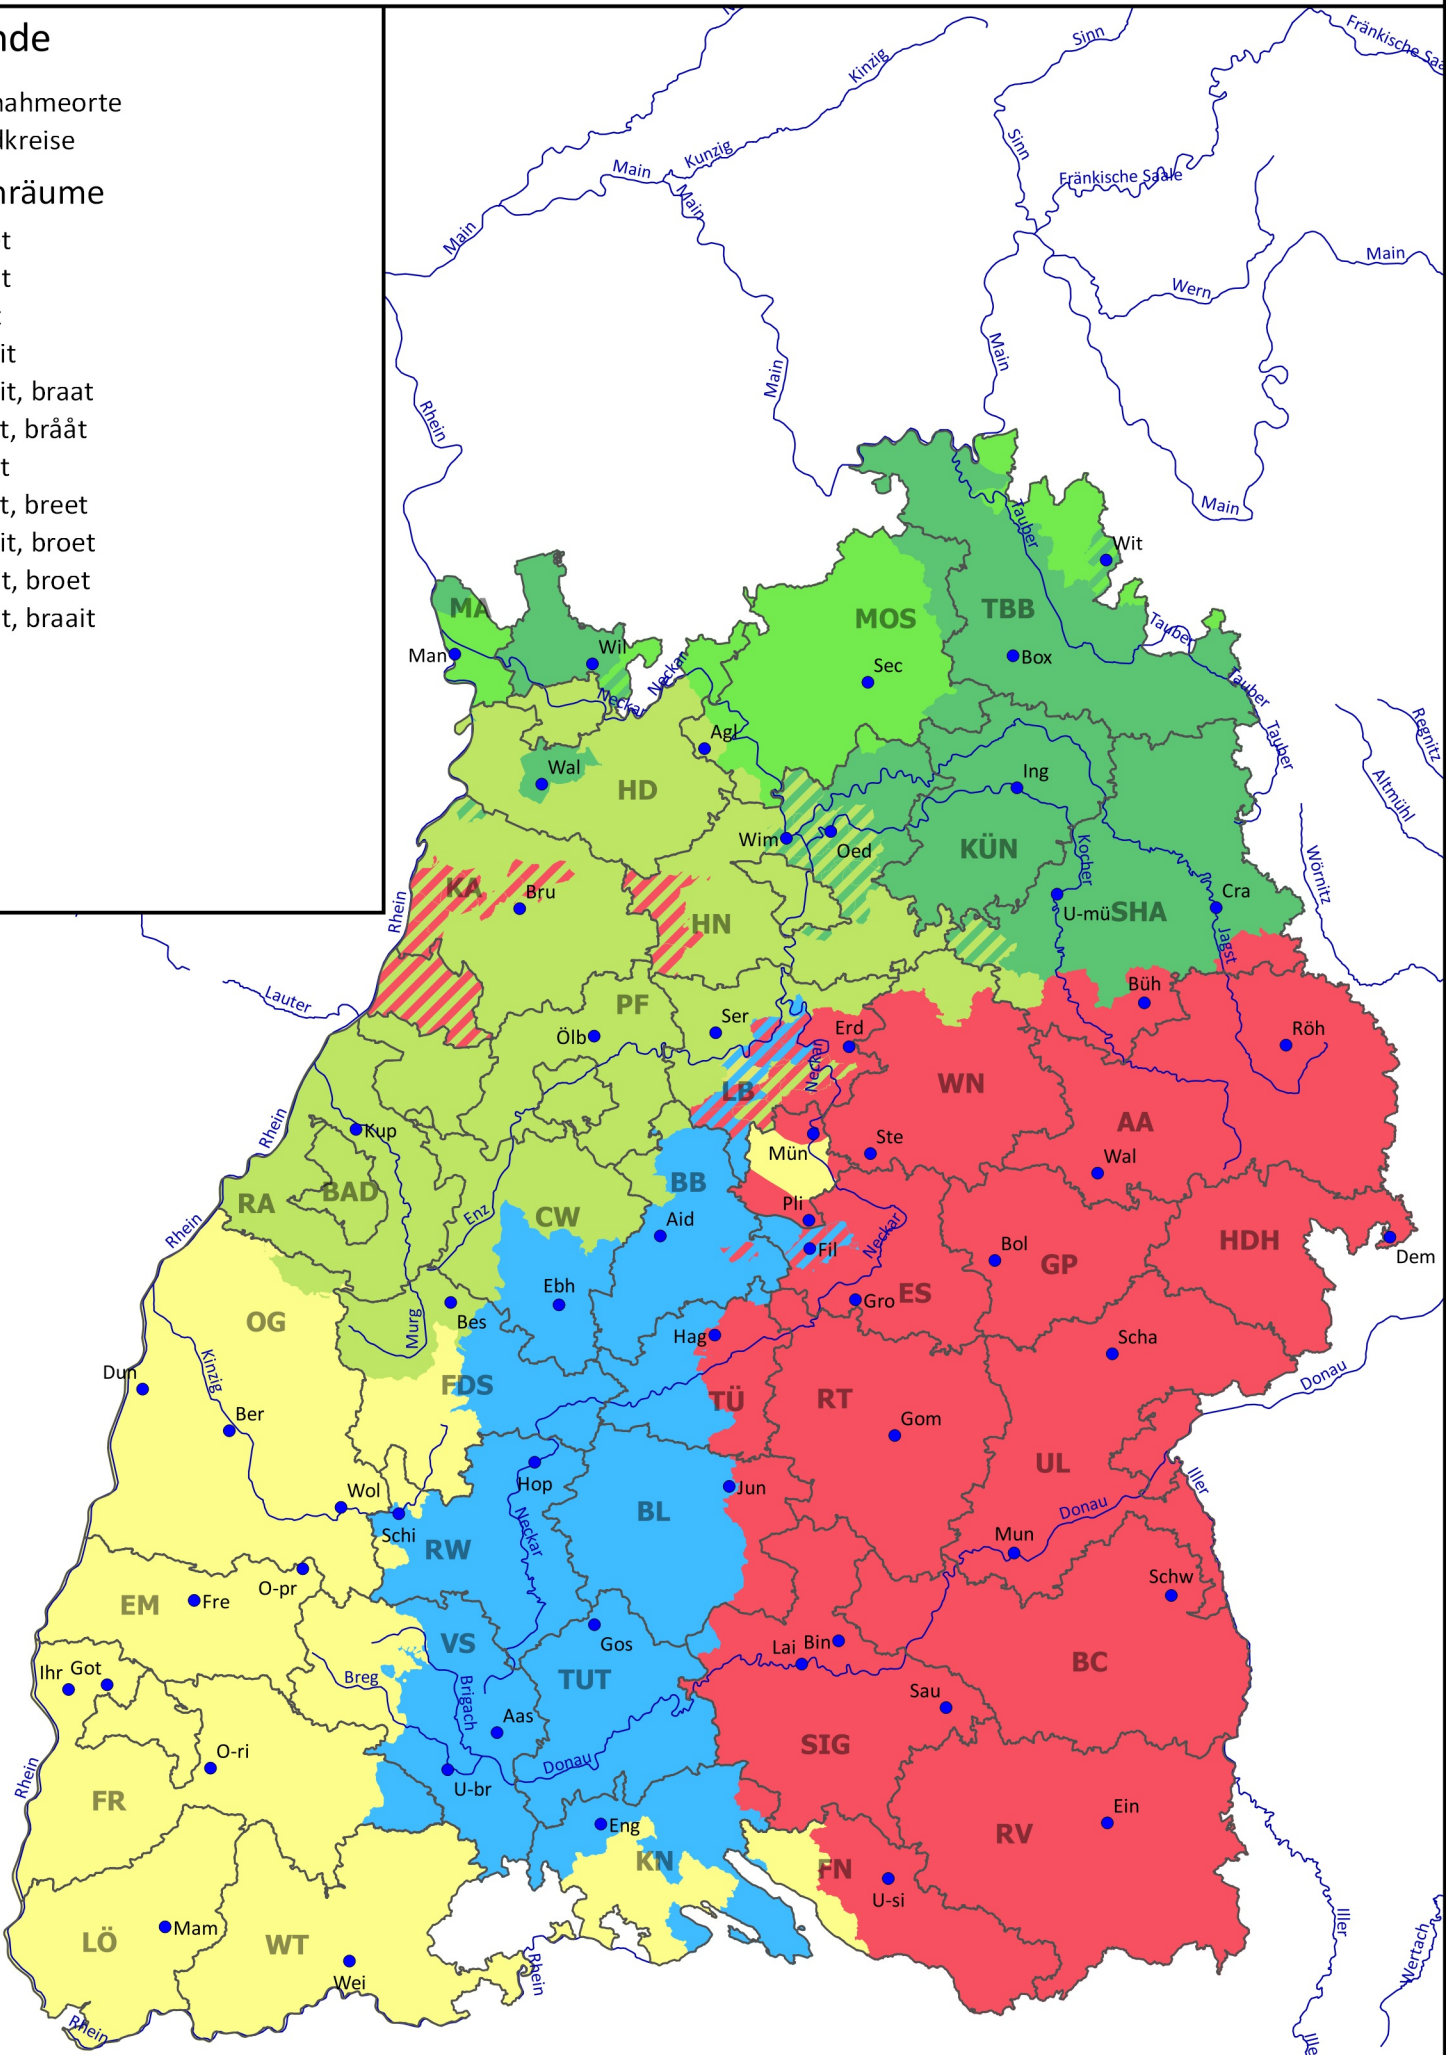 nde
nahmeorte
dkreise
nräume
t
t
t
it
it, braat
t, brååt
t
t, breet
it, broet
t, broet
t, braait
Sinn
Fränkische Saa
Kinzig
Kunzig
Main
Sinn
Fränkische Saale
Main
Main
Main
Wern
Main
Main
Rhein
Main
Tauber
Wit
MA
MOS
TBB
Tauber
Man
Wil
Neckar
Sec
Box
Neckar
Tauber
Regnitz
Agl
Tauber
Wal
HD
Ing
Altmühl
Wim
Oed
KÜN
Kocher
Wörnitz
KA
Bru
Rhein
HN
U-mü
SHA
Cra
Jagst
Lauter
PF
Büh
Ölb
Ser
Erd
Röh
Neckar
LB
WN
AA
Rhein
Kup
Mün
Ste
Wal
RA
BAD
BB
Enz
CW
Aid
Pli
Rhein
Fil
Neckar
Bol
GP
HDH
Dem
Ebh
ES
Gro
OG
Murg
Bes
Hag
Scha
Dun
Kinzig
FDS
TÜ
RT
Donau
Ber
Gom
UL
Hop
Jun
Iller
Wol
BL
Donau
Schi
Neckar
RW
Mun
O-pr
Schw
EM
Fre
VS
Gos
Lai
Bin
BC
Ihr
Got
Breg
TUT
Brigach
Sau
Aas
O-ri
Donau
SIG
Rhein
U-br
FR
Eng
Ein
RV
KN
FN
U-si
Mam
LÖ
WT
Iller
Wei
Rhein
Wertach
Rhein
Ille